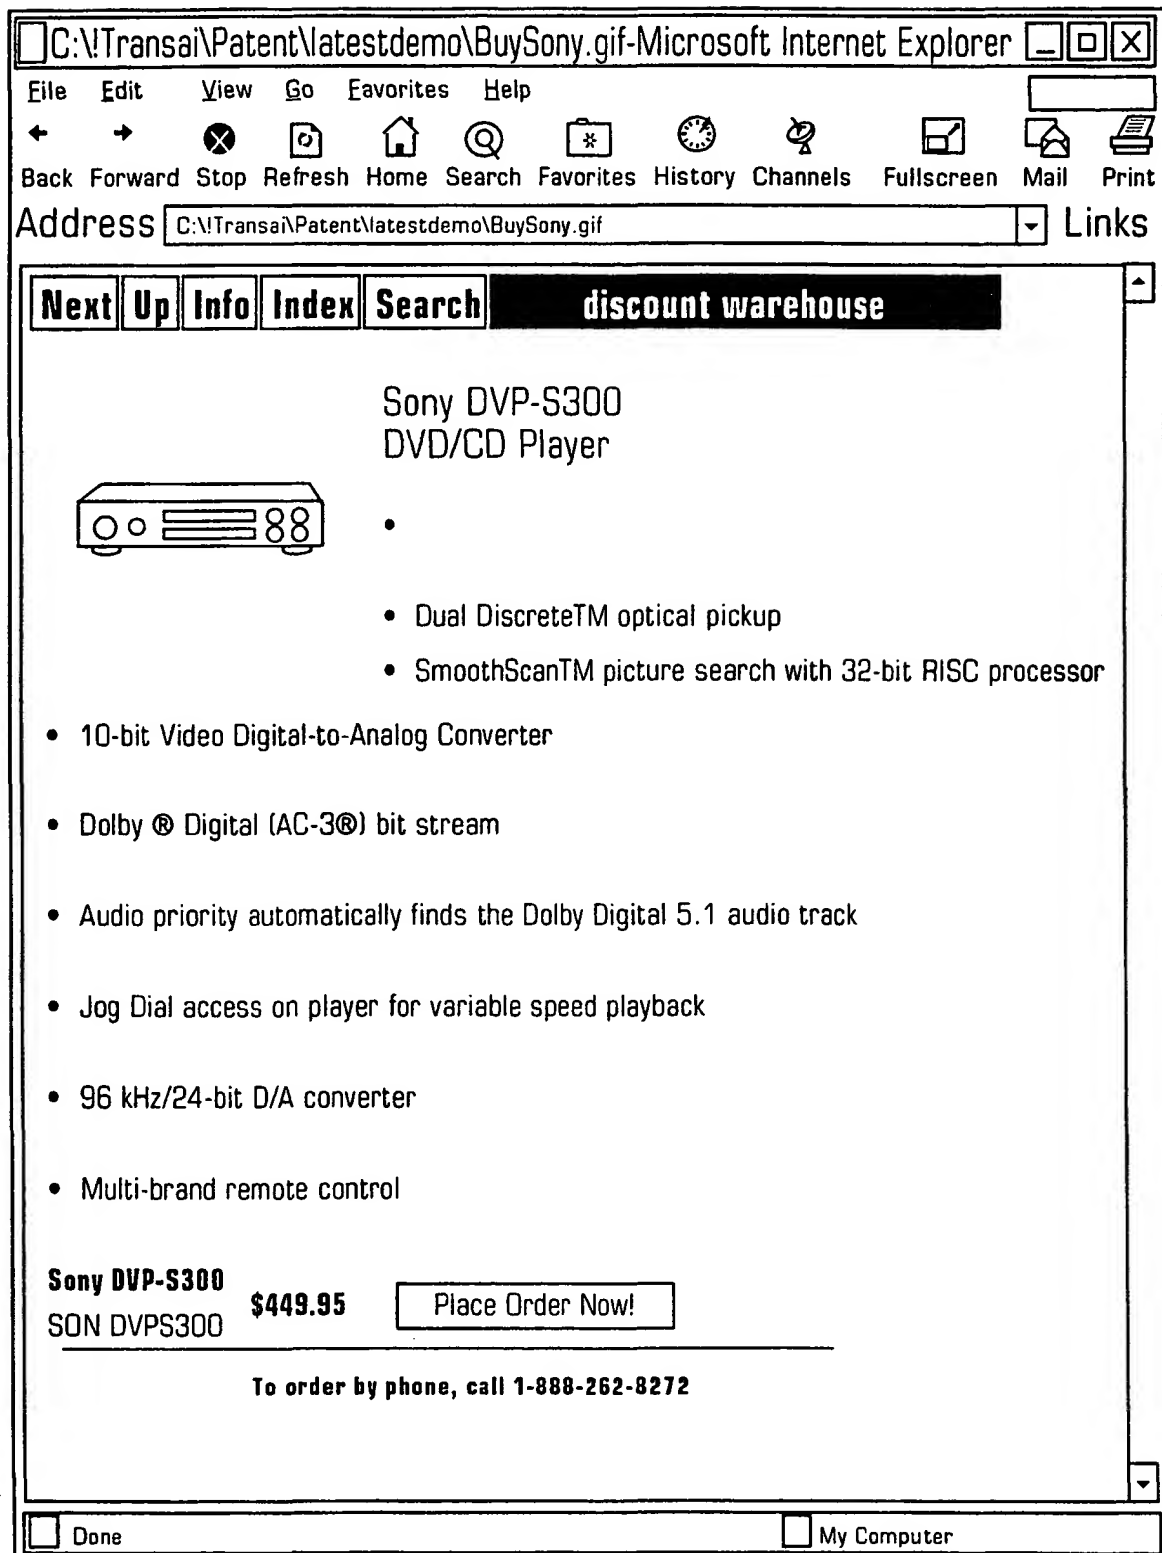 C:\!Transai\Patent\latestdemo\BuySony.gif-Microsoft Internet Explorer
File Edit View Go Favorites Help
Back Forward Stop Refresh Home Search Favorites History Channels Fullscreen Mail Print
Address C:\!Transai\Patent\latestdemo\BuySony.gif Links
Next Up Info Index Search discount warehouse
Sony DVP-S300
DVD/CD Player
•
• Dual DiscreteTM optical pickup
• SmoothScanTM picture search with 32-bit RISC processor
• 10-bit Video Digital-to-Analog Converter
• Dolby ® Digital (AC-3®) bit stream
• Audio priority automatically finds the Dolby Digital 5.1 audio track
• Jog Dial access on player for variable speed playback
• 96 kHz/24-bit D/A converter
• Multi-brand remote control
Sony DVP-S300
SON DVPS300
$449.95
Place Order Now!
To order by phone, call 1-888-262-8272
Done My Computer